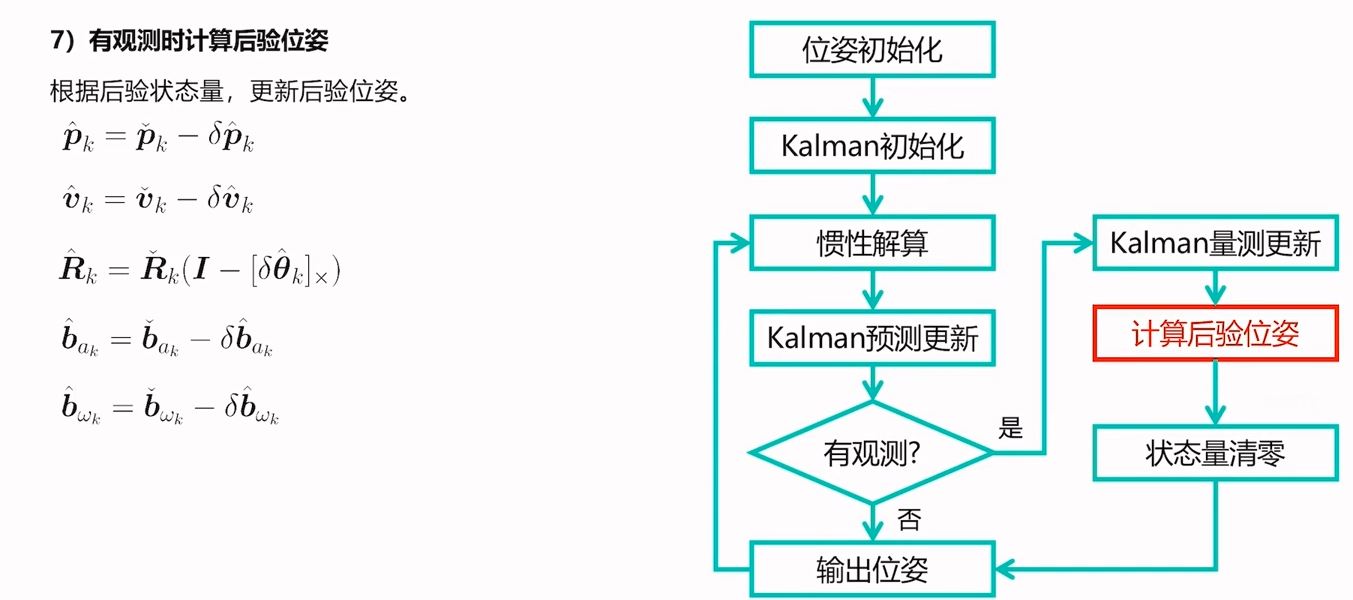 7）有观测时计算后验位姿
根据后验状态量，更新后验位姿。
$\hat{\boldsymbol{p}}_k = \check{\boldsymbol{p}}_k - \delta\hat{\boldsymbol{p}}_k$
$\hat{\boldsymbol{v}}_k = \check{\boldsymbol{v}}_k - \delta\hat{\boldsymbol{v}}_k$
$\hat{\boldsymbol{R}}_k = \check{\boldsymbol{R}}_k(\boldsymbol{I} - [\delta\hat{\boldsymbol{\theta}}_k]_\times)$
$\hat{\boldsymbol{b}}_{a_k} = \check{\boldsymbol{b}}_{a_k} - \delta\hat{\boldsymbol{b}}_{a_k}$
$\hat{\boldsymbol{b}}_{\omega_k} = \check{\boldsymbol{b}}_{\omega_k} - \delta\hat{\boldsymbol{b}}_{\omega_k}$
位姿初始化
Kalman初始化
惯性解算
Kalman预测更新
有观测?
是
否
Kalman量测更新
计算后验位姿
状态量清零
输出位姿